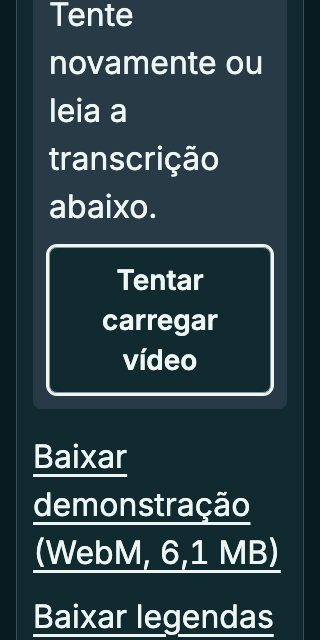 Tente
novamente ou
leia a
transcrição
abaixo.
Tentar
carregar
vídeo
Baixar
demonstração
(WebM, 6,1 MB)
Baixar legendas